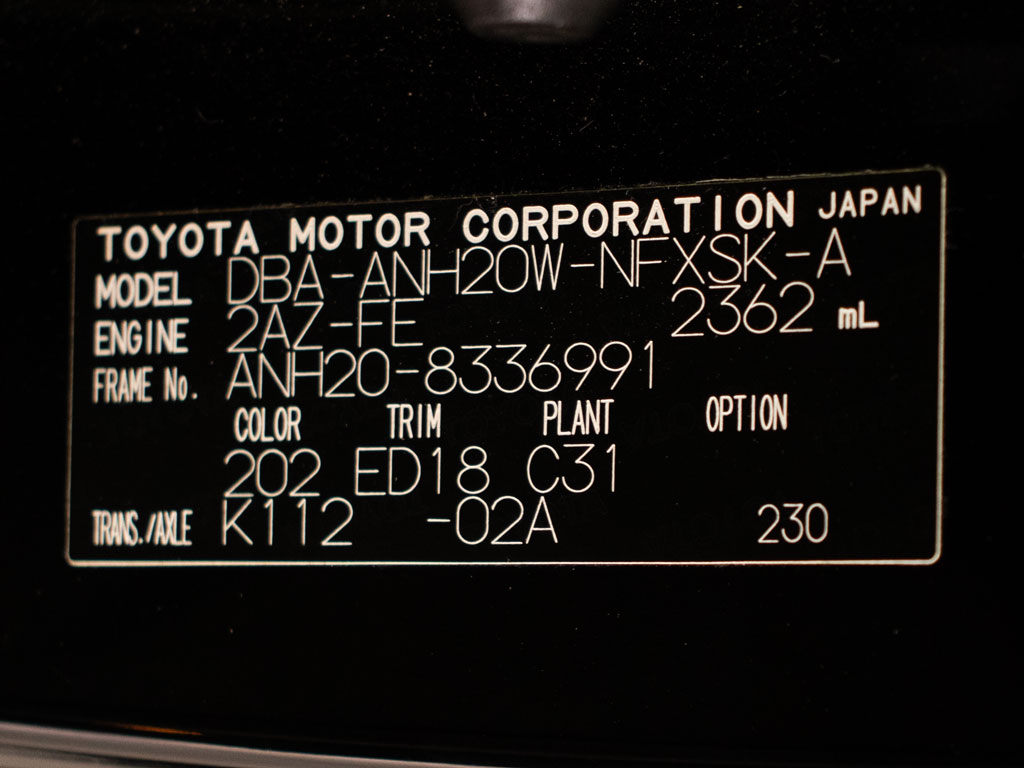 TOYOTA MOTOR CORPORATION JAPAN
MODEL DBA-ANH20W-NFXSK-A
ENGINE 2AZ-FE 2362 mL
FRAME No. ANH20-8336991
COLOR TRIM PLANT OPTION
202 ED18 C31
TRANS./AXLE K112 -02A 230